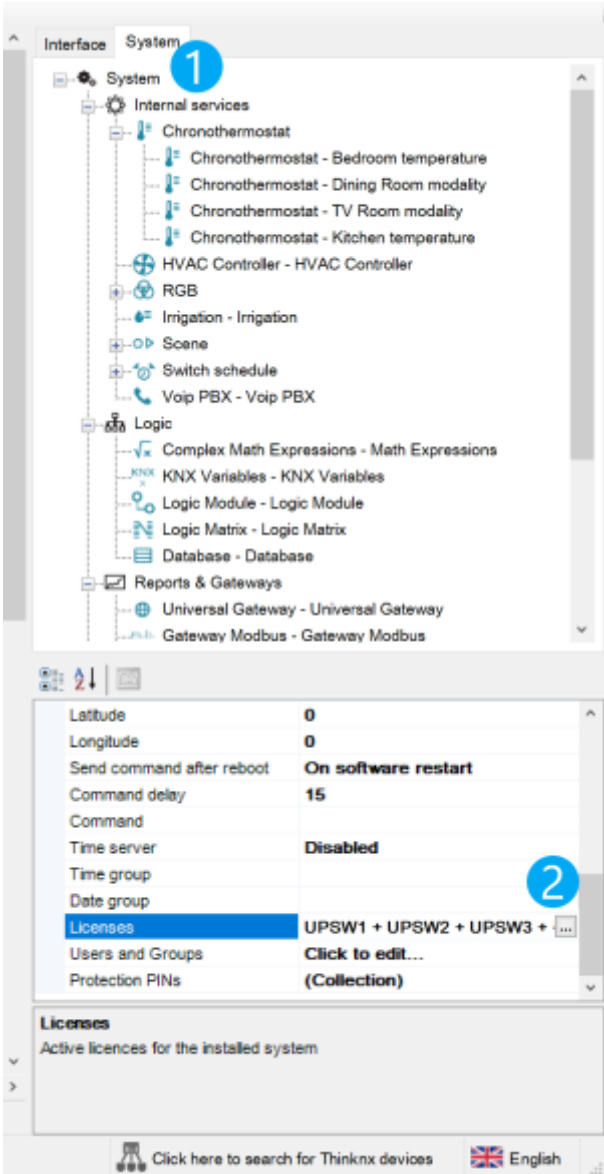 Interface System
1
System
Internal services
Chronothermostat
Chronothermostat - Bedroom temperature
Chronothermostat - Dining Room modality
Chronothermostat - TV Room modality
Chronothermostat - Kitchen temperature
HVAC Controller - HVAC Controller
RGB
Irrigation - Irrigation
Scene
Switch schedule
Voip PBX - Voip PBX
Logic
Complex Math Expressions - Math Expressions
KNX Variables - KNX Variables
Logic Module - Logic Module
Logic Matrix - Logic Matrix
Database - Database
Reports & Gateways
Universal Gateway - Universal Gateway
Gateway Modbus - Gateway Modbus
Latitude 0
Longitude 0
Send command after reboot On software restart
Command delay 15
Command
Time server Disabled
Time group
2
Date group
Licenses UPSW1 + UPSW2 + UPSW3 + ...
Users and Groups Click to edit...
Protection PINs (Collection)
Licenses
Active licences for the installed system
Click here to search for Thinknx devices English